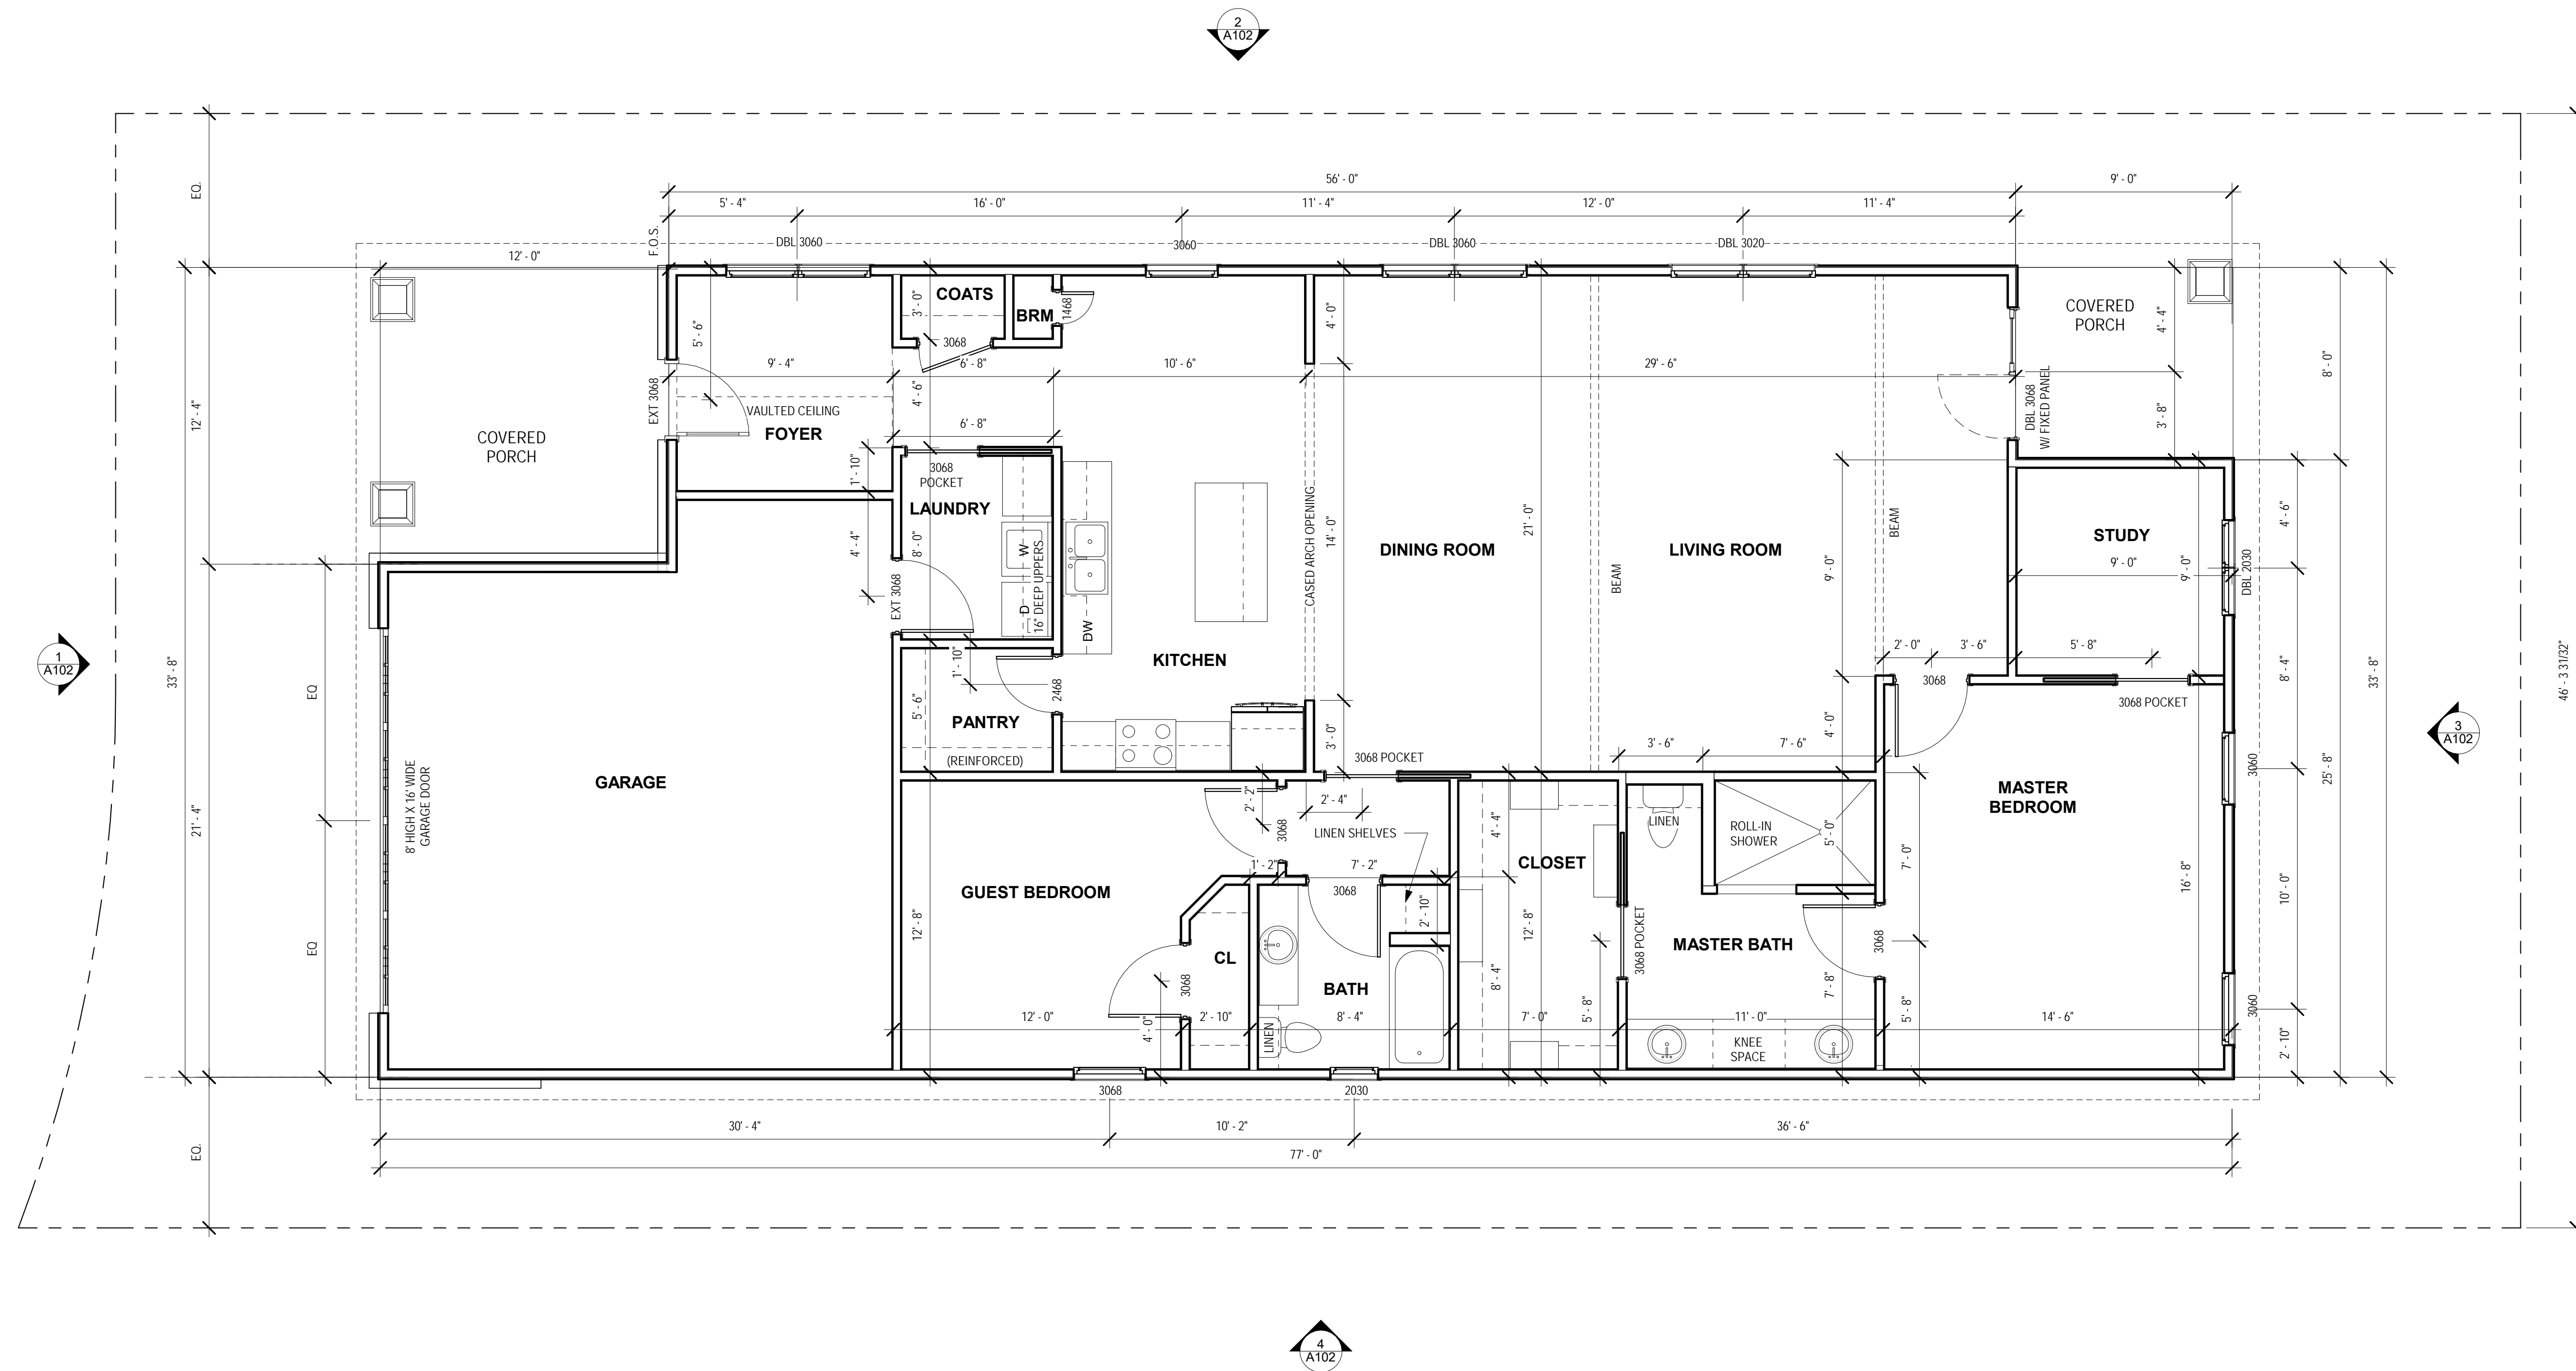 2
A102
56' - 0"
9' - 0"
5' - 4"
16' - 0"
11' - 4"
12' - 0"
11' - 4"
EQ.
F.O.S.
DBL 3060
3060
DBL 3060
DBL 3020
12' - 0"
COATS
3' - 0"
BRM
1468
5' - 6"
3068
4' - 0"
COVERED
PORCH
4' - 4"
8' - 0"
9' - 4"
6' - 8"
10' - 6"
29' - 6"
EXT 3068
4' - 6"
DBL 3068
W/ FIXED PANEL
12' - 4"
VAULTED CEILING
FOYER
6' - 8"
3' - 8"
COVERED
PORCH
1' - 10"
3068
POCKET
LAUNDRY
4' - 4"
8' - 0"
W
D
16" DEEP UPPERS
EXT 3068
DW
CASED ARCH OPENING
14' - 0"
DINING ROOM
21' - 0"
LIVING ROOM
BEAM
BEAM
9' - 0"
STUDY
9' - 0"
9' - 0"
4' - 6"
DBL 2030
KITCHEN
1' - 10"
2468
5' - 6"
PANTRY
(REINFORCED)
2' - 0"
3' - 6"
5' - 8"
3068
3068 POCKET
8' - 4"
33' - 8"
46' - 3 31/32"
1
A102
33' - 8"
EQ
3
A102
3' - 0"
3068 POCKET
3' - 6"
7' - 6"
4' - 0"
3060
25' - 8"
GARAGE
8' HIGH X 16' WIDE
GARAGE DOOR
21' - 4"
MASTER
BEDROOM
2' - 2"
2' - 4"
3068
LINEN SHELVES
4' - 4"
LINEN
ROLL-IN
SHOWER
5' - 0"
7' - 0"
CLOSET
1' - 2"
7' - 2"
3068
GUEST BEDROOM
16' - 8"
10' - 0"
2' - 10"
12' - 8"
12' - 8"
3068 POCKET
MASTER BATH
3068
EQ
CL
3068
BATH
8' - 4"
5' - 8"
7' - 8"
5' - 8"
3060
12' - 0"
4' - 0"
2' - 10"
8' - 4"
7' - 0"
11' - 0"
14' - 6"
LINEN
KNEE
SPACE
2' - 10"
3068
2030
EQ.
30' - 4"
10' - 2"
36' - 6"
77' - 0"
4
A102